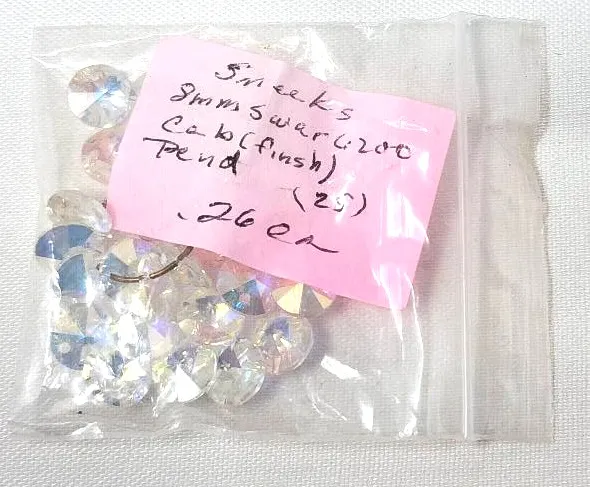 Sneeks
8mm swar 6200
Cab (finsh)
Pend (25)
.26 ea